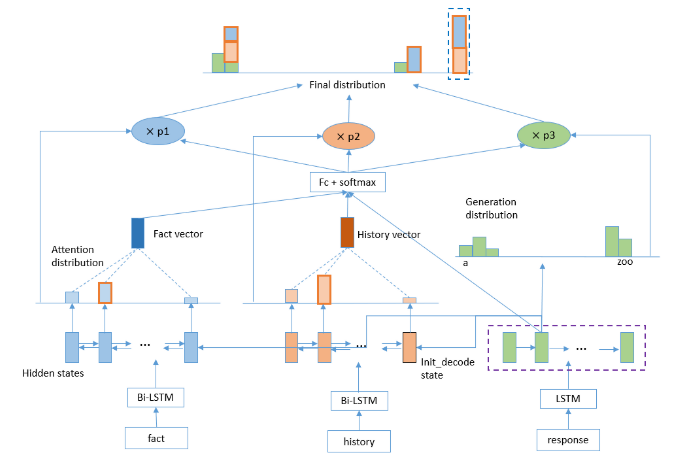 Final distribution
× p1
× p2
× p3
Fc + softmax
Generation
distribution
Fact vector
History vector
Attention
distribution
a
zoo
...
...
...
Hidden states
Init_decode
state
Bi-LSTM
Bi-LSTM
LSTM
fact
history
response